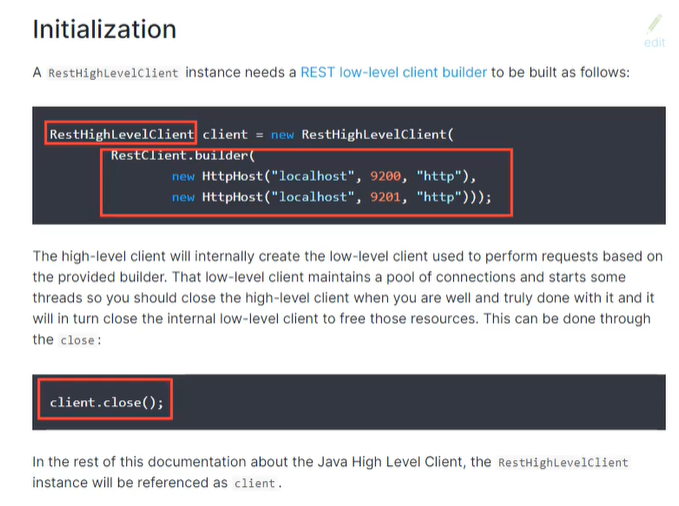 Initialization
edit
A RestHighLevelClient instance needs a REST low-level client builder to be built as follows:
RestHighLevelClient client = new RestHighLevelClient(
RestClient.builder(
new HttpHost("localhost", 9200, "http"),
new HttpHost("localhost", 9201, "http")));
The high-level client will internally create the low-level client used to perform requests based on
the provided builder. That low-level client maintains a pool of connections and starts some
threads so you should close the high-level client when you are well and truly done with it and it
will in turn close the internal low-level client to free those resources. This can be done through
the close:
client.close();
In the rest of this documentation about the Java High Level Client, the RestHighLevelClient
instance will be referenced as client.